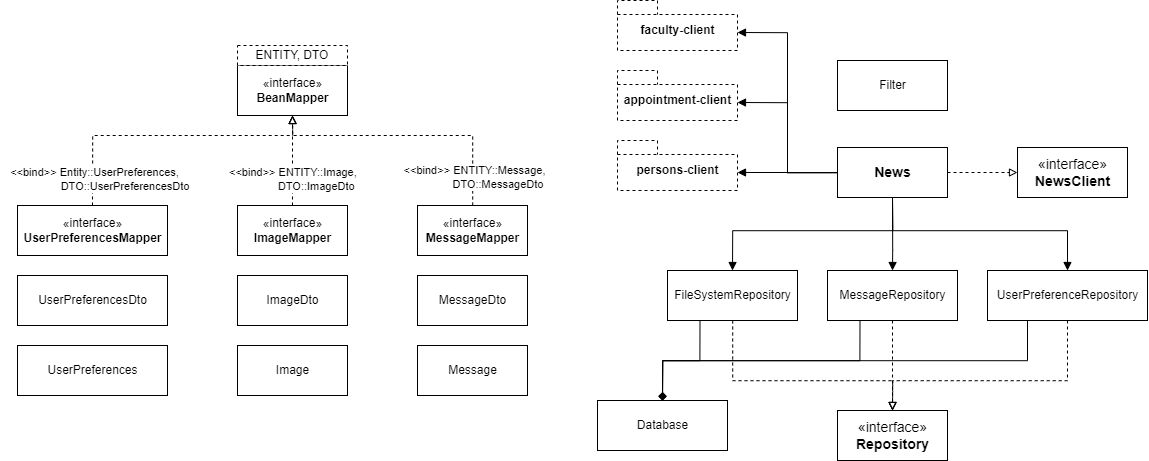 ENTITY, DTO
«interface»
BeanMapper
<<bind>> Entity::UserPreferences,
DTO::UserPreferencesDto
<<bind>> ENTITY::Image,
DTO::ImageDto
<<bind>> ENTITY::Message,
DTO::MessageDto
«interface»
UserPreferencesMapper
«interface»
ImageMapper
«interface»
MessageMapper
UserPreferencesDto
ImageDto
MessageDto
UserPreferences
Image
Message
faculty-client
appointment-client
persons-client
Filter
News
«interface»
NewsClient
FileSystemRepository
MessageRepository
UserPreferenceRepository
Database
«interface»
Repository